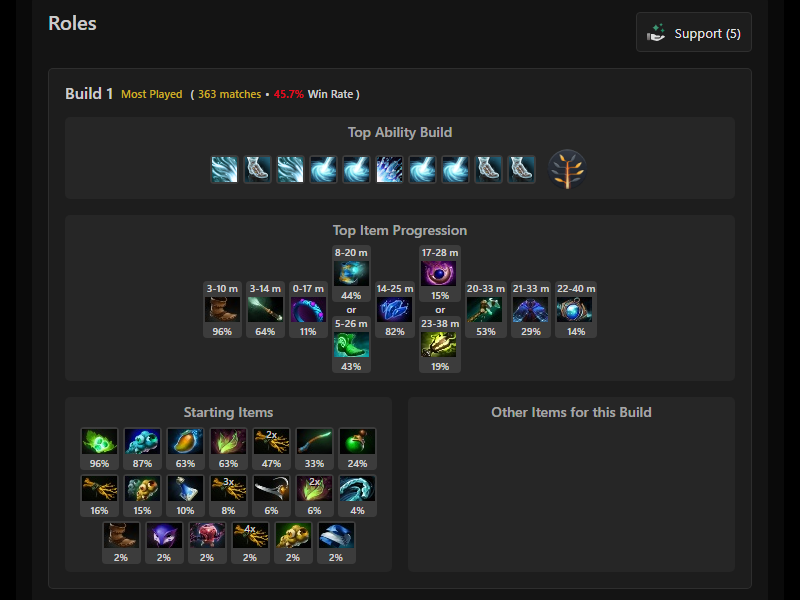 Roles
Support (5)
Build 1 Most Played ( 363 matches • 45.7% Win Rate )
Top Ability Build
Top Item Progression
3-10 m
96%
3-14 m
64%
0-17 m
11%
8-20 m
44%
or
5-26 m
43%
14-25 m
82%
17-28 m
15%
or
23-38 m
19%
20-33 m
53%
21-33 m
29%
22-40 m
14%
Starting Items
96% 87% 63% 63% 2x 47% 33% 24%
16% 15% 10% 3x 8% 6% 2x 6% 4%
2% 2% 2% 4x 2% 2% 2%
Other Items for this Build